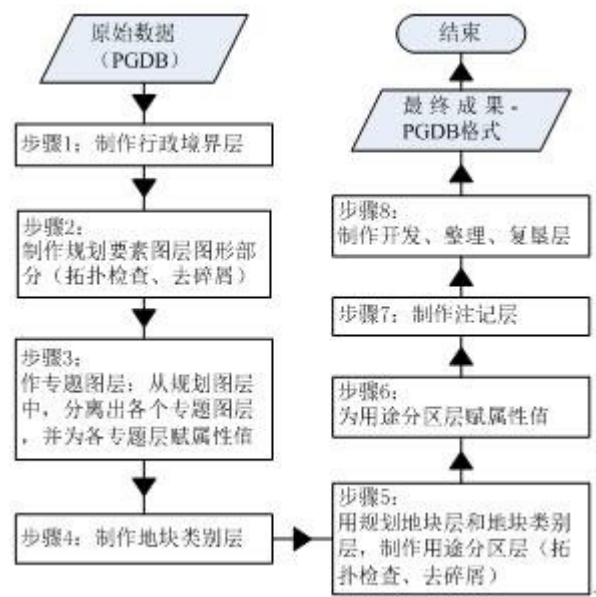 原始数据
（PGDB）
步骤1：制作行政境界层
步骤2：
制作规划要素图层图形部
分（拓扑检查、去碎屑）
步骤3：
作专题图层：从规划图层
中，分离出各个专题图层
，并为各专题层赋属性值
步骤4：制作地块类别层
步骤5：
用规划地块层和地块类别
层，制作用途分区层（拓
扑检查、去碎屑）
步骤6：
为用途分区层赋属性值
步骤7：制作注记层
步骤8：
制作开发、整理、复垦层
最终成果-
PGDB格式
结束